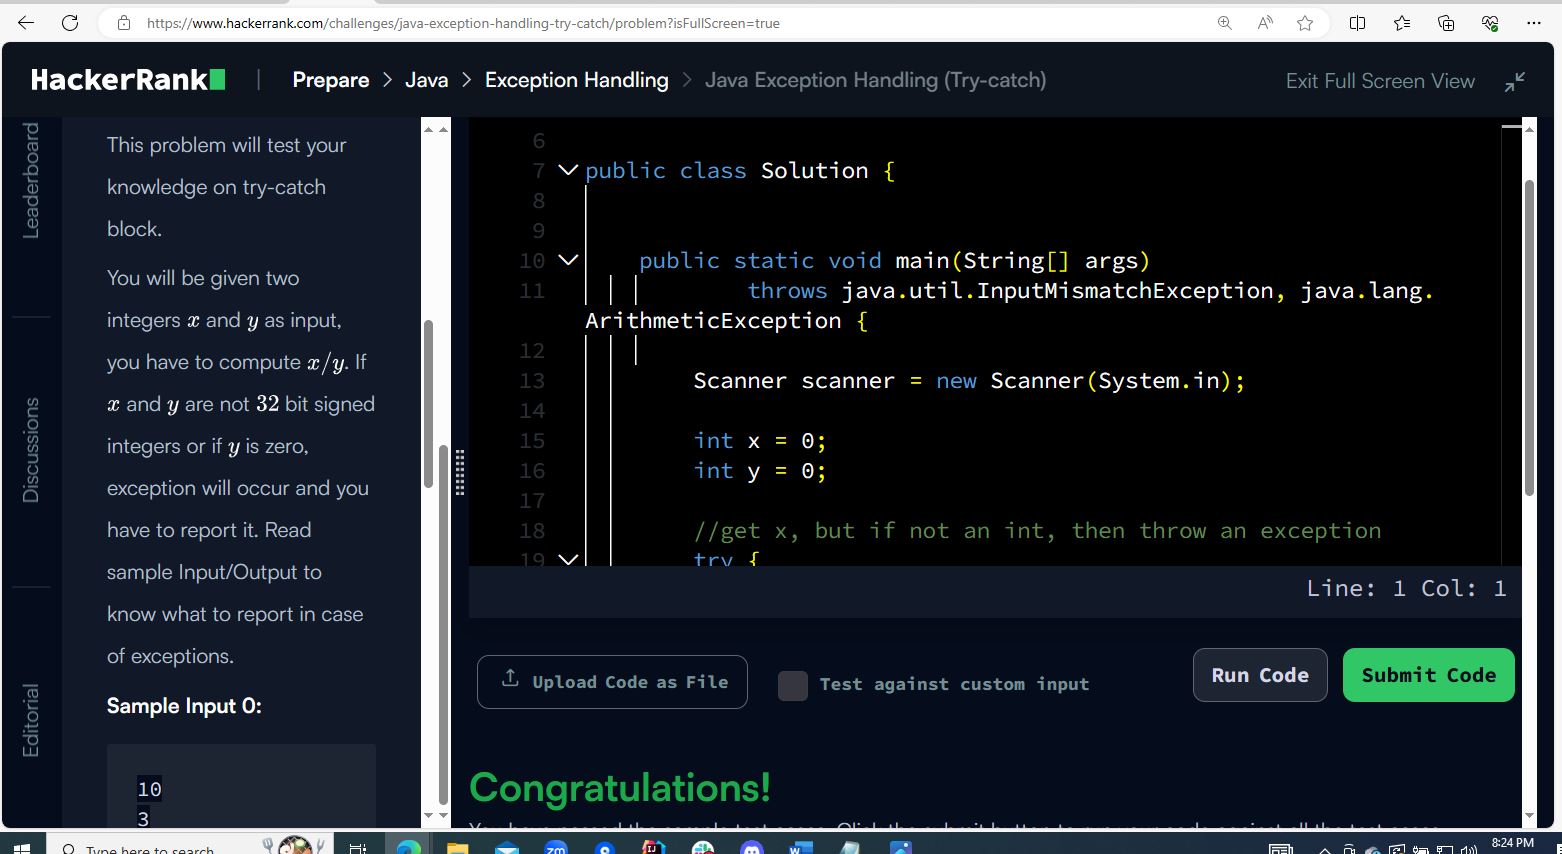 https://www.hackerrank.com/challenges/java-exception-handling-try-catch/problem?isFullScreen=true
HackerRank | Prepare > Java > Exception Handling > Java Exception Handling (Try-catch) Exit Full Screen View
Leaderboard
Discussions
Editorial
This problem will test your
knowledge on try-catch
block.
You will be given two
integers x and y as input,
you have to compute x/y. If
x and y are not 32 bit signed
integers or if y is zero,
exception will occur and you
have to report it. Read
sample Input/Output to
know what to report in case
of exceptions.
Sample Input 0:
10
3
6
7 public class Solution {
8
9
10 public static void main(String[] args)
11 throws java.util.InputMismatchException, java.lang.
ArithmeticException {
12
13 Scanner scanner = new Scanner(System.in);
14
15 int x = 0;
16 int y = 0;
17
18 //get x, but if not an int, then throw an exception
19 try {
Line: 1 Col: 1
Upload Code as File Test against custom input Run Code Submit Code
Congratulations!
Type here to search
8:24 PM